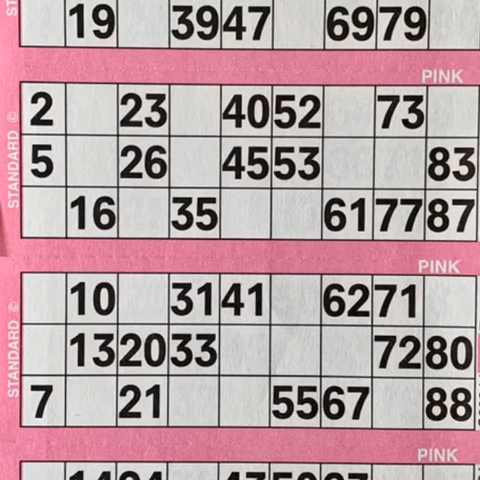 19 39 47 69 79
PINK
STANDARD ©
2 23 40 52 73
5 26 45 53 83
16 35 61 77 87
PINK
STANDARD ©
10 31 41 62 71
13 20 33 72 80
7 21 55 67 88
PINK